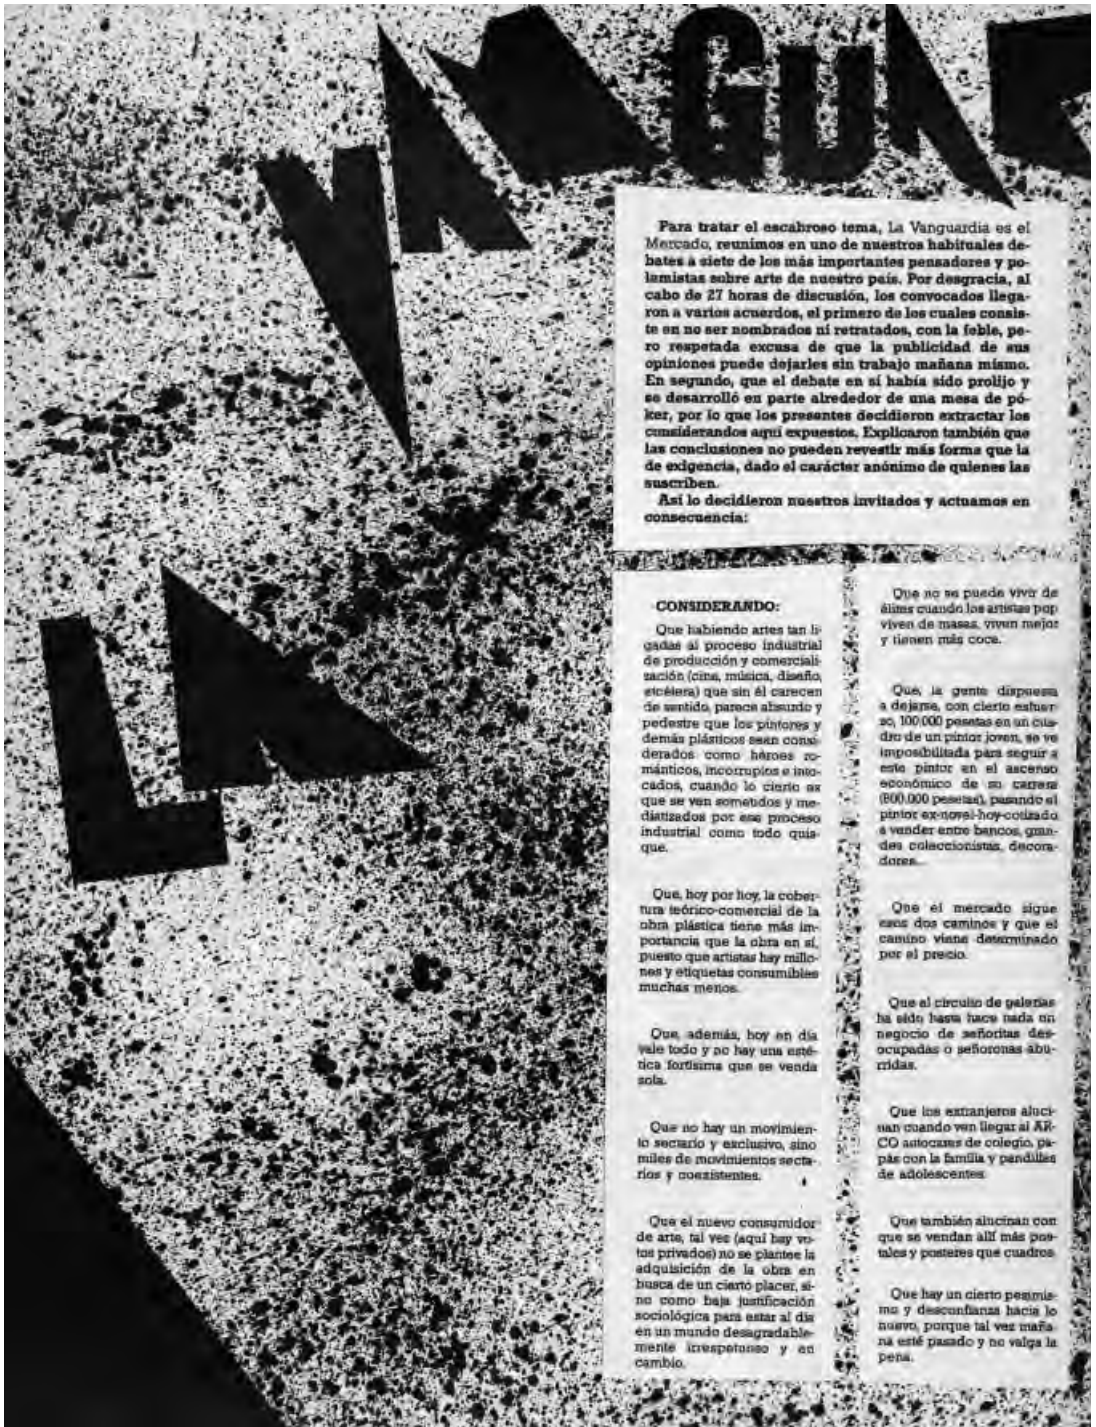 LA
VANGUAR
Para tratar el escabroso tema, La Vanguardia es el
Mercado, reunimos en uno de nuestros habituales de-
bates a siete de los más importantes pensadores y po-
lemistas sobre arte de nuestro país. Por desgracia, al
cabo de 27 horas de discusión, los convocados llega-
ron a varios acuerdos, el primero de los cuales consis-
te en no ser nombrados ni retratados, con la feble, pe-
ro respetada excusa de que la publicidad de sus
opiniones puede dejarles sin trabajo mañana mismo.
En segundo, que el debate en sí había sido prolijo y
se desarrolló en parte alrededor de una mesa de pó-
ker, por lo que los presentes decidieron extractar los
considerandos aquí expuestos. Explicaron también que
las conclusiones no pueden revestir más forma que la
de exigencia, dado el carácter anónimo de quienes las
suscriben.
Así lo decidieron nuestros invitados y actuamos en
consecuencia:
CONSIDERANDO:
Que habiendo artes tan li-
gadas al proceso industrial
de producción y comerciali-
zación (cine, música, diseño,
etcétera) que sin él carecen
de sentido, parece absurdo y
pedestre que los pintores y
demás plásticos sean consi-
derados como héroes ro-
mánticos, incorruptos e into-
cados, cuando lo cierto es
que se ven sometidos y me-
diatizados por ese proceso
industrial como todo quis-
que.
Que, hoy por hoy, la cober-
tura teórico-comercial de la
obra plástica tiene más im-
portancia que la obra en sí,
puesto que artistas hay millo-
nes y etiquetas consumibles
muchas menos.
Que, además, hoy en día
vale todo y no hay una esté-
tica fortísima que se venda
sola.
Que no hay un movimien-
to sectario y exclusivo, sino
miles de movimientos secta-
rios y coexistentes.
Que el nuevo consumidor
de arte, tal vez (aquí hay vo-
tos privados) no se plantee la
adquisición de la obra en
busca de un cierto placer, si-
no como baja justificación
sociológica para estar al día
en un mundo desagradable-
mente irrespetuoso y en
cambio.
Que no se puede vivir de
élites cuando los artistas pop
viven de masas, viven mejor
y tienen más coca.
Que, la gente dispuesta
a dejarse, con cierto esfuer-
zo, 100.000 pesetas en un cua-
dro de un pintor joven, se ve
imposibilitada para seguir a
este pintor en el ascenso
económico de su carrera
(800.000 pesetas), pasando el
pintor ex-novel-hoy-cotizado
a vender entre bancos, gran-
des coleccionistas, decora-
dores...
Que el mercado sigue
esos dos caminos y que el
camino viene determinado
por el precio.
Que el circuito de galerías
ha sido hasta hace nada un
negocio de señoritas des-
ocupadas o señoronas abu-
rridas.
Que los extranjeros aluci-
nan cuando ven llegar al AR-
CO autocares de colegio, pa-
pás con la familia y pandillas
de adolescentes.
Que también alucinan con
que se vendan allí más pos-
tales y posteres que cuadros.
Que hay un cierto pesimis-
mo y desconfianza hacia lo
nuevo, porque tal vez maña-
na esté pasado y no valga la
pena.